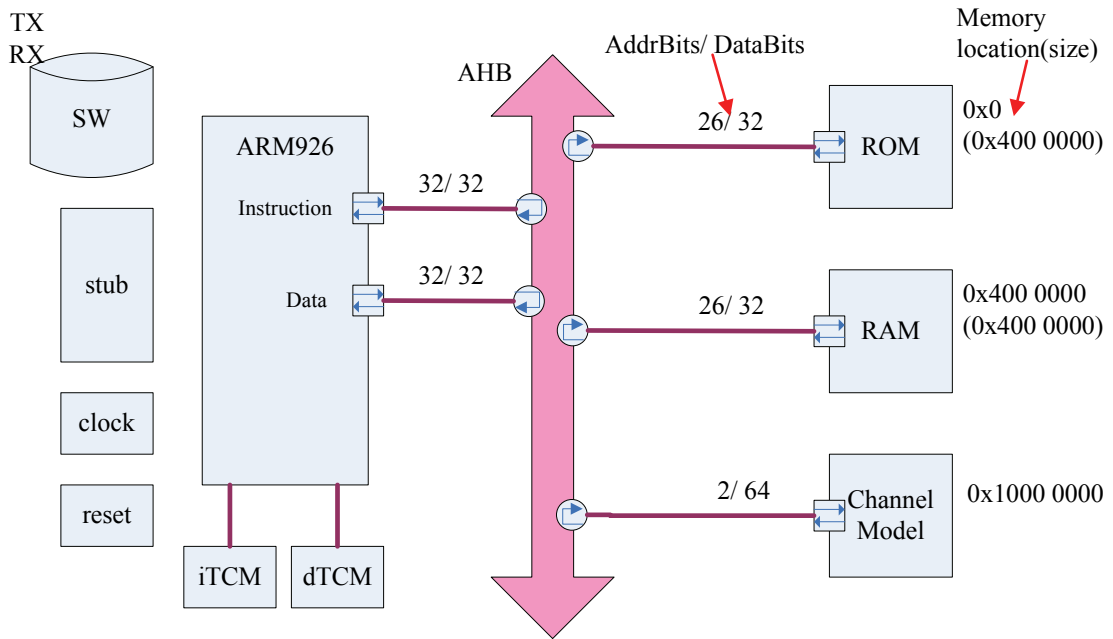 TX
RX
SW
stub
clock
reset
ARM926
Instruction
Data
iTCM
dTCM
32/ 32
32/ 32
AHB
AddrBits/ DataBits
Memory
location(size)
26/ 32
ROM
0x0
(0x400 0000)
26/ 32
RAM
0x400 0000
(0x400 0000)
2/ 64
Channel
Model
0x1000 0000